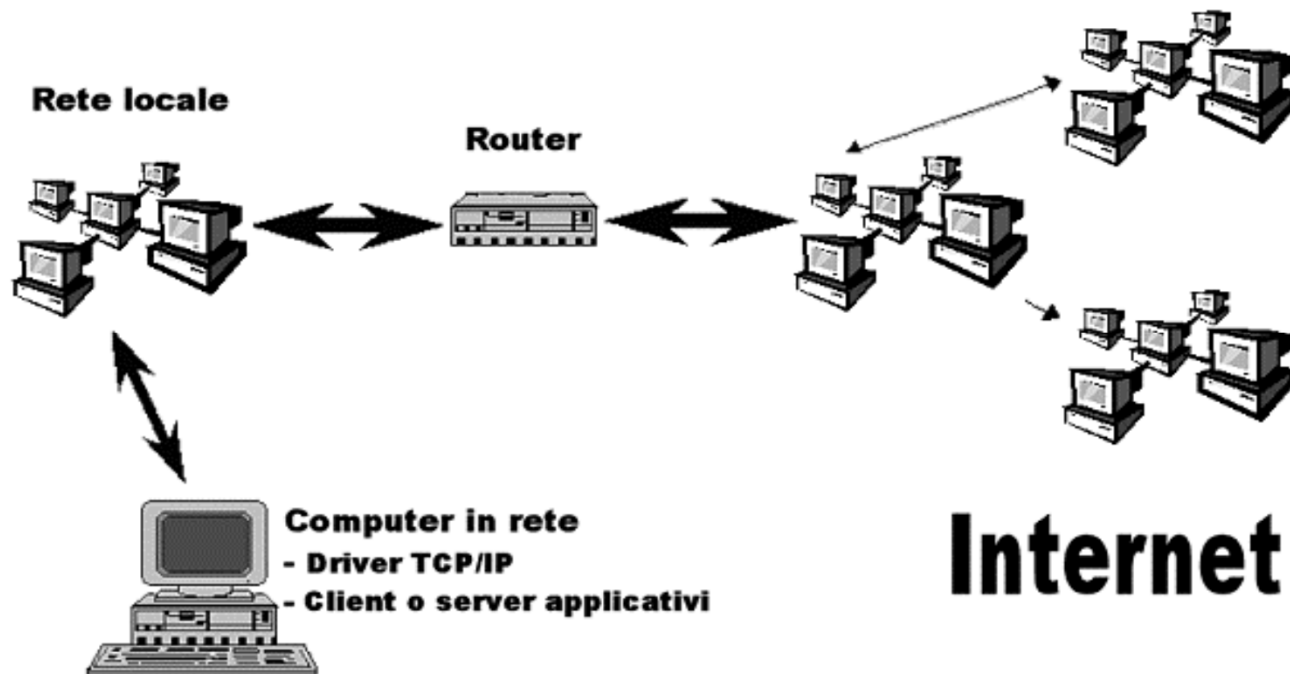 Rete locale
Router
Computer in rete
- Driver TCP/IP
- Client o server applicativi
Internet